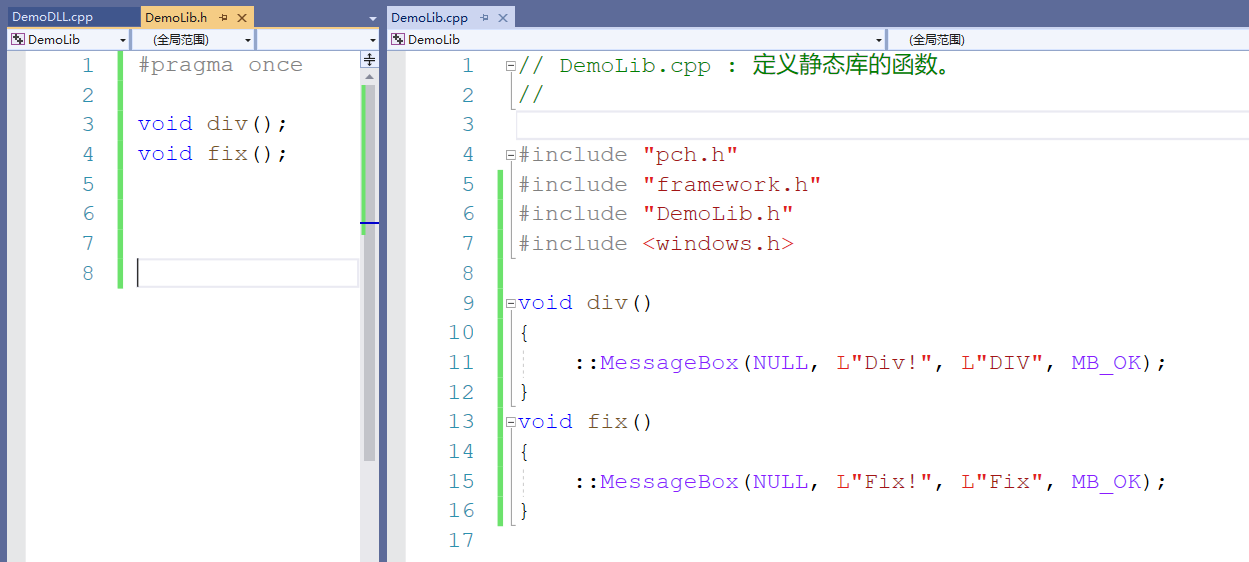 DemoDLL.cpp
DemoLib.h
DemoLib
(全局范围)
1 #pragma once
2
3 void div();
4 void fix();
5
6
7
8
DemoLib.cpp
DemoLib
(全局范围)
1 // DemoLib.cpp : 定义静态库的函数。
2 //
3
4 #include "pch.h"
5 #include "framework.h"
6 #include "DemoLib.h"
7 #include <windows.h>
8
9 void div()
10 {
11 ::MessageBox(NULL, L"Div!", L"DIV", MB_OK);
12 }
13 void fix()
14 {
15 ::MessageBox(NULL, L"Fix!", L"Fix", MB_OK);
16 }
17